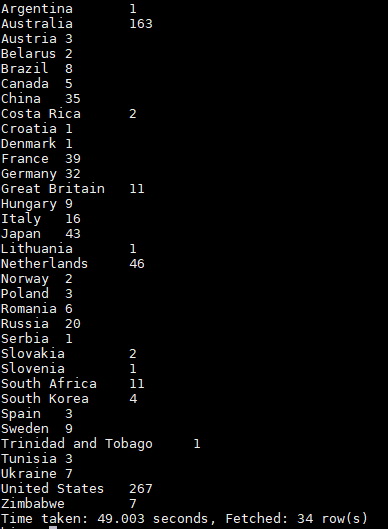 Argentina 1
Australia 163
Austria 3
Belarus 2
Brazil 8
Canada 5
China 35
Costa Rica 2
Croatia 1
Denmark 1
France 39
Germany 32
Great Britain 11
Hungary 9
Italy 16
Japan 43
Lithuania 1
Netherlands 46
Norway 2
Poland 3
Romania 6
Russia 20
Serbia 1
Slovakia 2
Slovenia 1
South Africa 11
South Korea 4
Spain 3
Sweden 9
Trinidad and Tobago 1
Tunisia 3
Ukraine 7
United States 267
Zimbabwe 7
Time taken: 49.003 seconds, Fetched: 34 row(s)